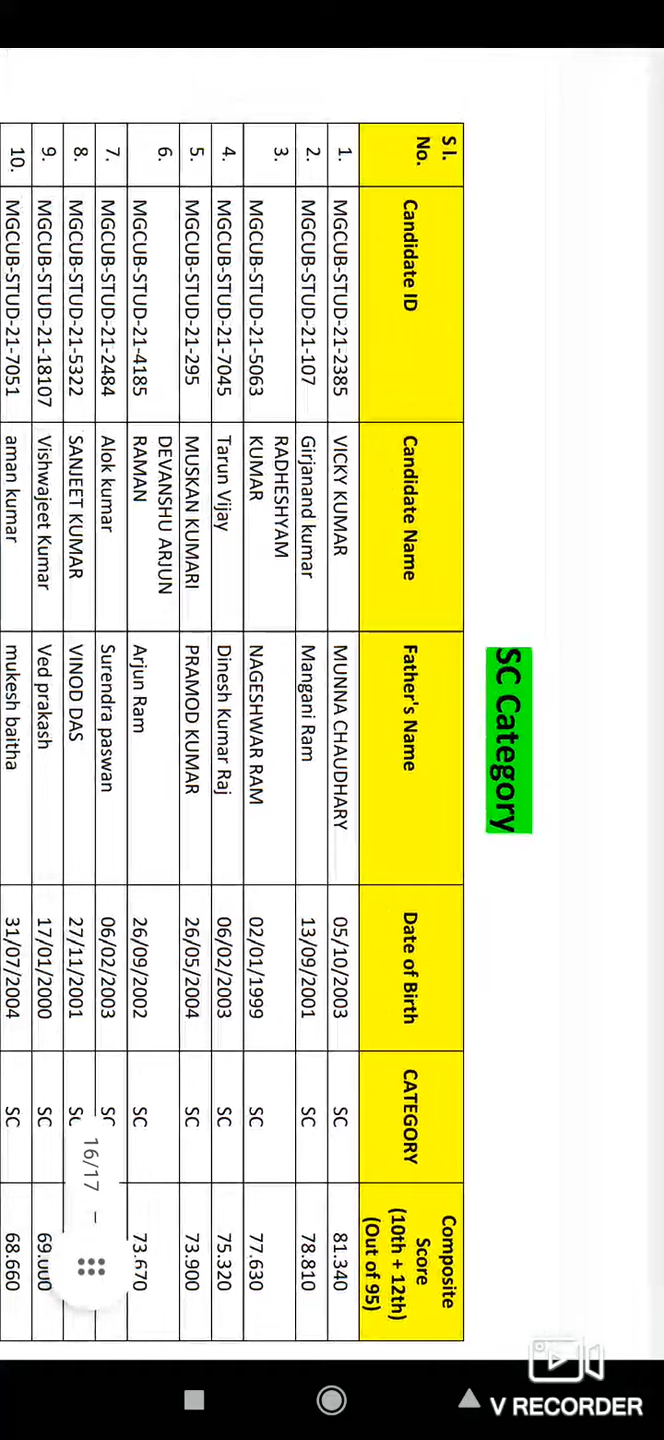 SC Category
S l. No. Candidate ID Candidate Name Father's Name Date of Birth CATEGORY Composite Score (10th + 12th) (Out of 95)
1. MGCUB-STUD-21-2385 VICKY KUMAR MUNNA CHAUDHARY 05/10/2003 SC 81.340
2. MGCUB-STUD-21-107 Girjanand kumar Mangani Ram 13/09/2001 SC 78.810
3. MGCUB-STUD-21-5063 RADHESHYAM KUMAR NAGESHWAR RAM 02/01/1999 SC 77.630
4. MGCUB-STUD-21-7045 Tarun Vijay Dinesh Kumar Raj 06/02/2003 SC 75.320
5. MGCUB-STUD-21-295 MUSKAN KUMARI PRAMOD KUMAR 26/05/2004 SC 73.900
6. MGCUB-STUD-21-4185 DEVANSHU ARJUN RAMAN Arjun Ram 26/09/2002 SC 73.670
7. MGCUB-STUD-21-2484 Alok kumar Surendra paswan 06/02/2003 SC
8. MGCUB-STUD-21-5322 SANJEET KUMAR VINOD DAS 27/11/2001 SC
9. MGCUB-STUD-21-18107 Vishwajeet Kumar Ved prakash 17/01/2000 SC 69.000
10. MGCUB-STUD-21-7051 aman kumar mukesh baitha 31/07/2004 SC 68.660
16/17
V RECORDER